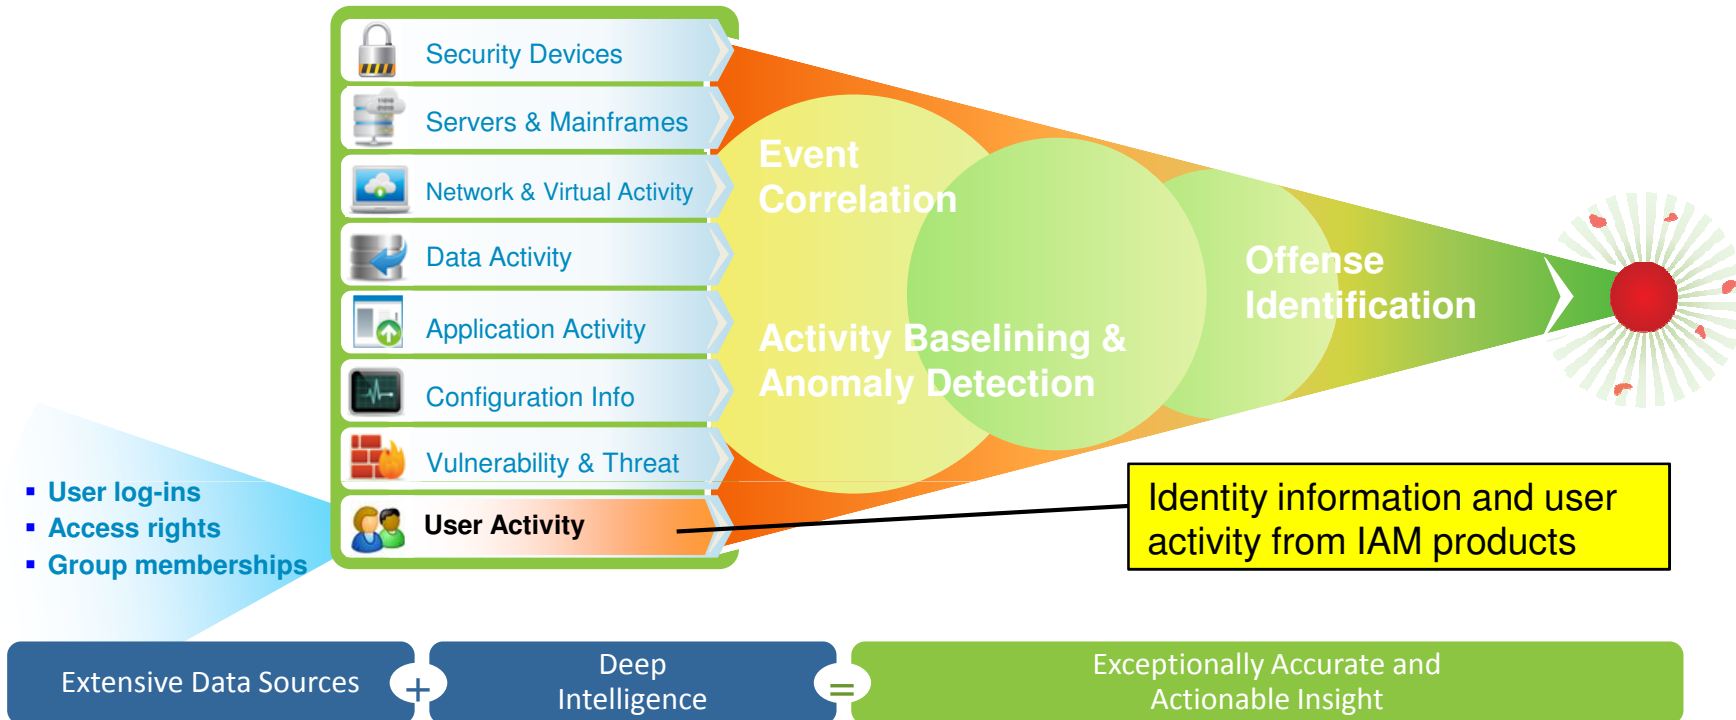 Security Devices
Servers & Mainframes
Network & Virtual Activity
Data Activity
Application Activity
Configuration Info
Vulnerability & Threat
User Activity
▪ User log-ins
▪ Access rights
▪ Group memberships
Event
Correlation
Activity Baselining &
Anomaly Detection
Offense
Identification
Identity information and user
activity from IAM products
Extensive Data Sources
+
Deep
Intelligence
=
Exceptionally Accurate and
Actionable Insight